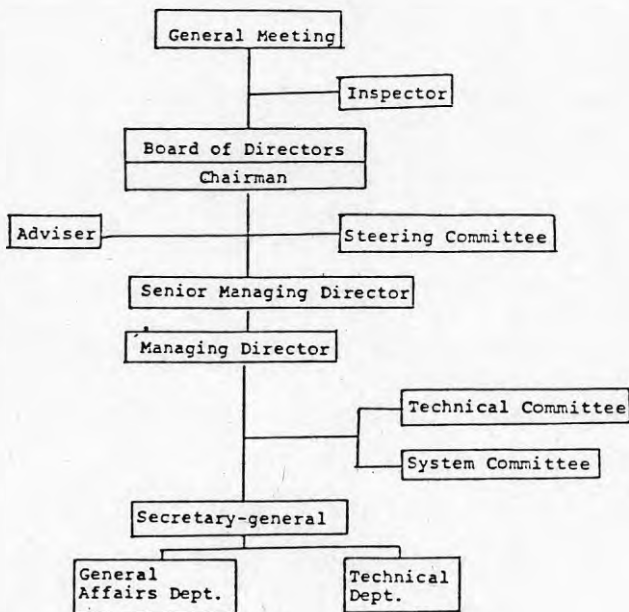 General Meeting
Inspector
Board of Directors
Chairman
Adviser
Steering Committee
Senior Managing Director
Managing Director
Technical Committee
System Committee
Secretary-general
General
Affairs Dept.
Technical
Dept.